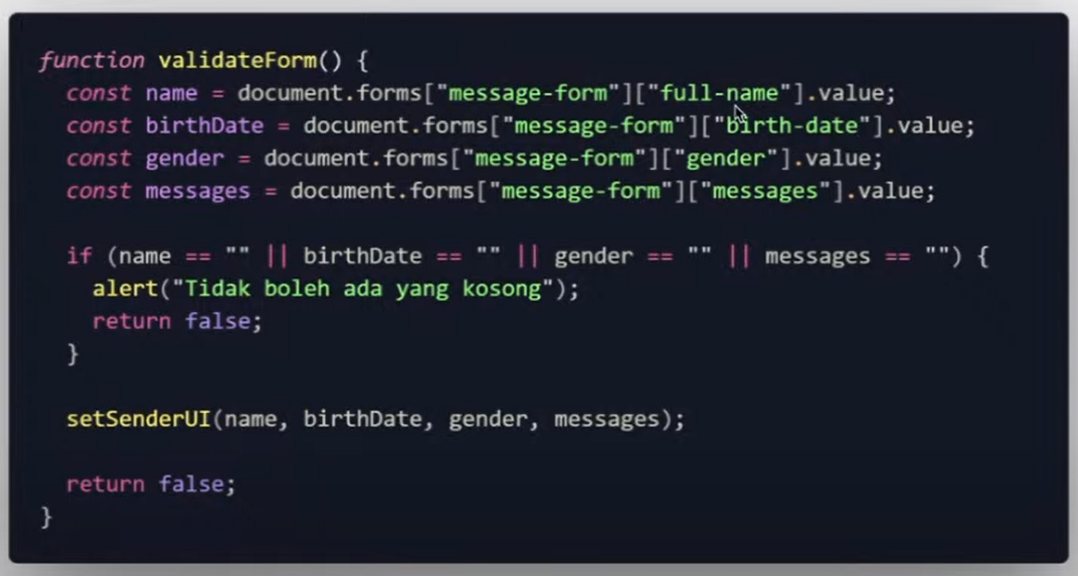 function validateForm() {
  const name = document.forms["message-form"]["full-name"].value;
  const birthDate = document.forms["message-form"]["birth-date"].value;
  const gender = document.forms["message-form"]["gender"].value;
  const messages = document.forms["message-form"]["messages"].value;
  if (name == "" || birthDate == "" || gender == "" || messages == "") {
    alert("Tidak boleh ada yang kosong");
    return false;
  }
  setSenderUI(name, birthDate, gender, messages);
  return false;
}